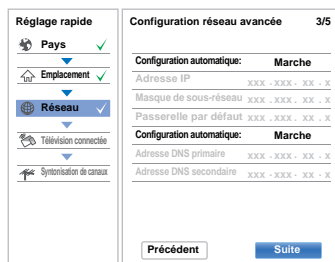 Réglage rapide
Pays
Emplacement
Réseau
Télévision connectée
Syntonisation de canaux
Configuration réseau avancée 3/5
Configuration automatique: Marche
Adresse IP xxx - xxx . xx - x
Masque de sous-réseau xxx - xxx . xx - x
Passerelle par défaut xxx - xxx . xx - x
Configuration automatique: Marche
Adresse DNS primaire xxx - xxx . xx - x
Adresse DNS secondaire xxx - xxx . xx - x
Précédent Suite